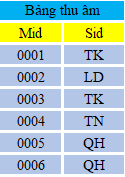 Bảng thu âm
Mid Sid
0001 TK
0002 LD
0003 TK
0004 TN
0005 QH
0006 QH